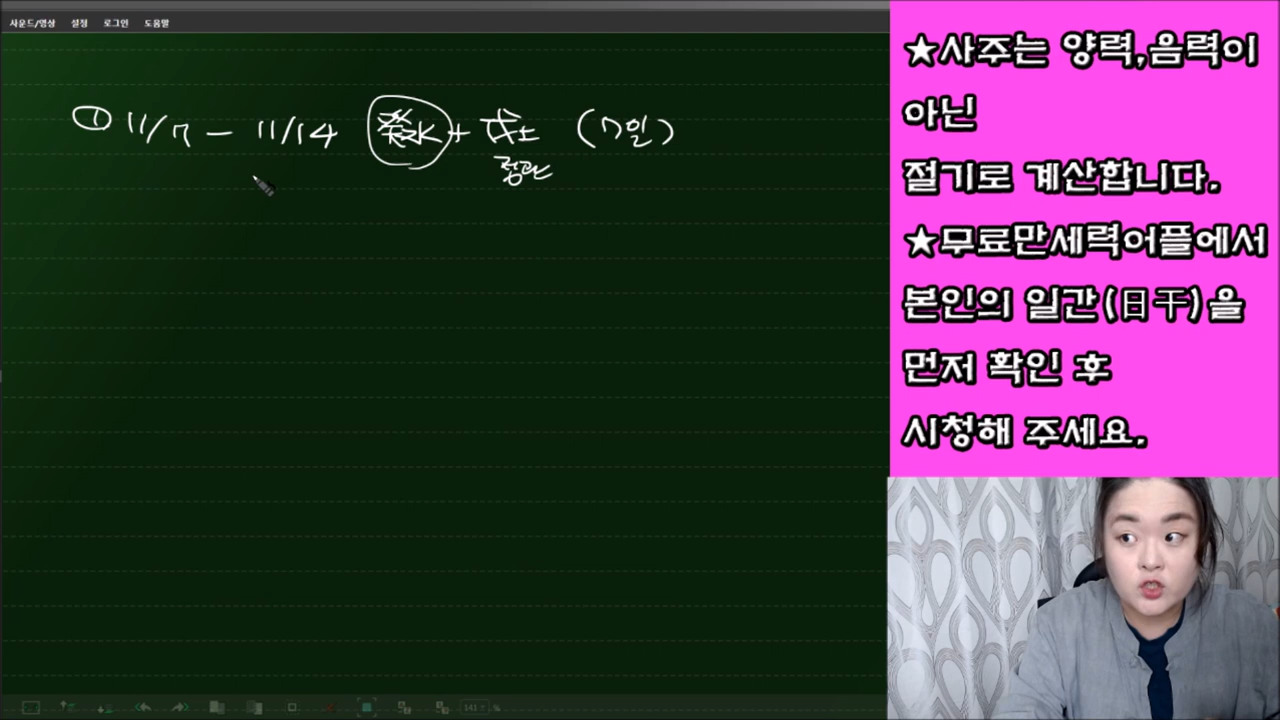 사운드/영상 설정 로그인 도움말
① 11/7 - 11/14 癸水 + 戊土 (7일)
정관
★사주는 양력,음력이
아닌
절기로 계산합니다.
★무료만세력어플에서
본인의 일간(日干)을
먼저 확인 후
시청해 주세요.
143 %